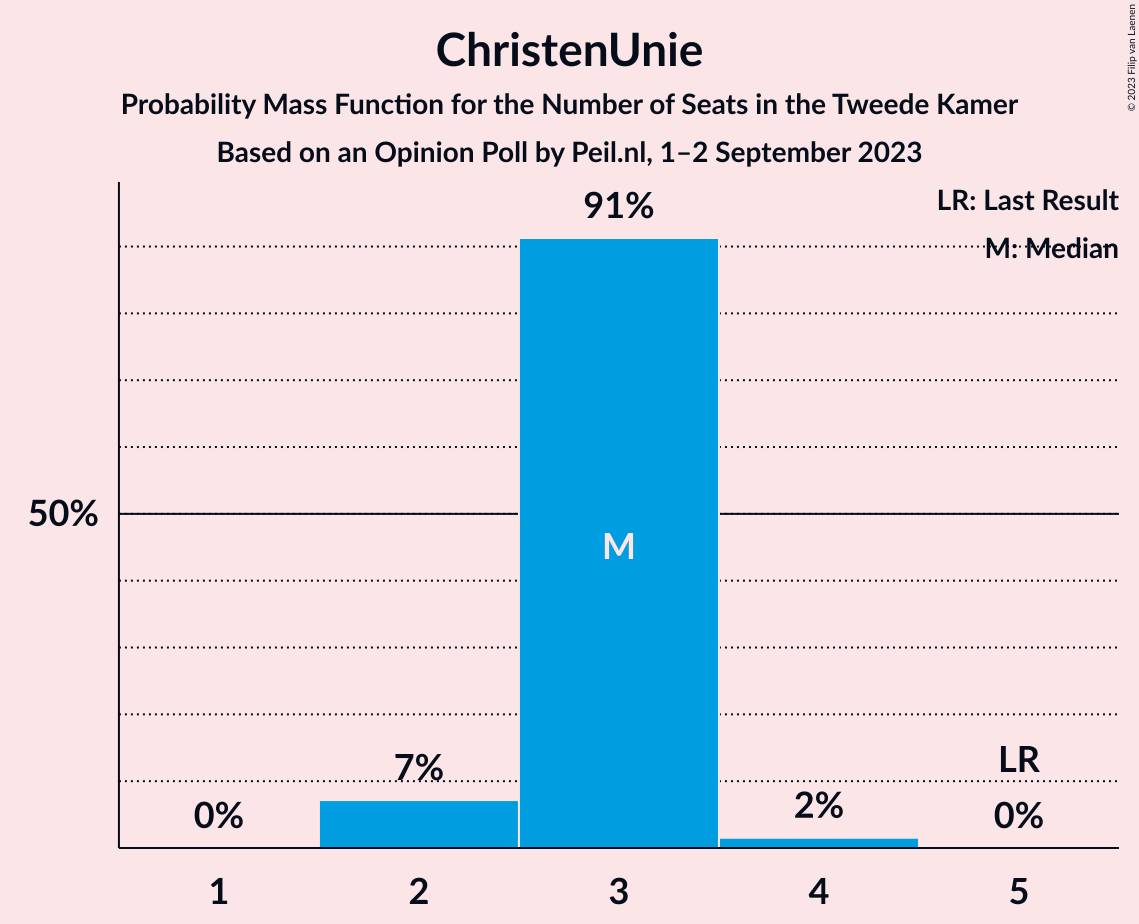 ChristenUnie
Probability Mass Function for the Number of Seats in the Tweede Kamer
Based on an Opinion Poll by Peil.nl, 1–2 September 2023
© 2023 Filip van Laenen
LR: Last Result
M: Median
91%
50%
M
7%
LR
0%
2%
0%
1 2 3 4 5